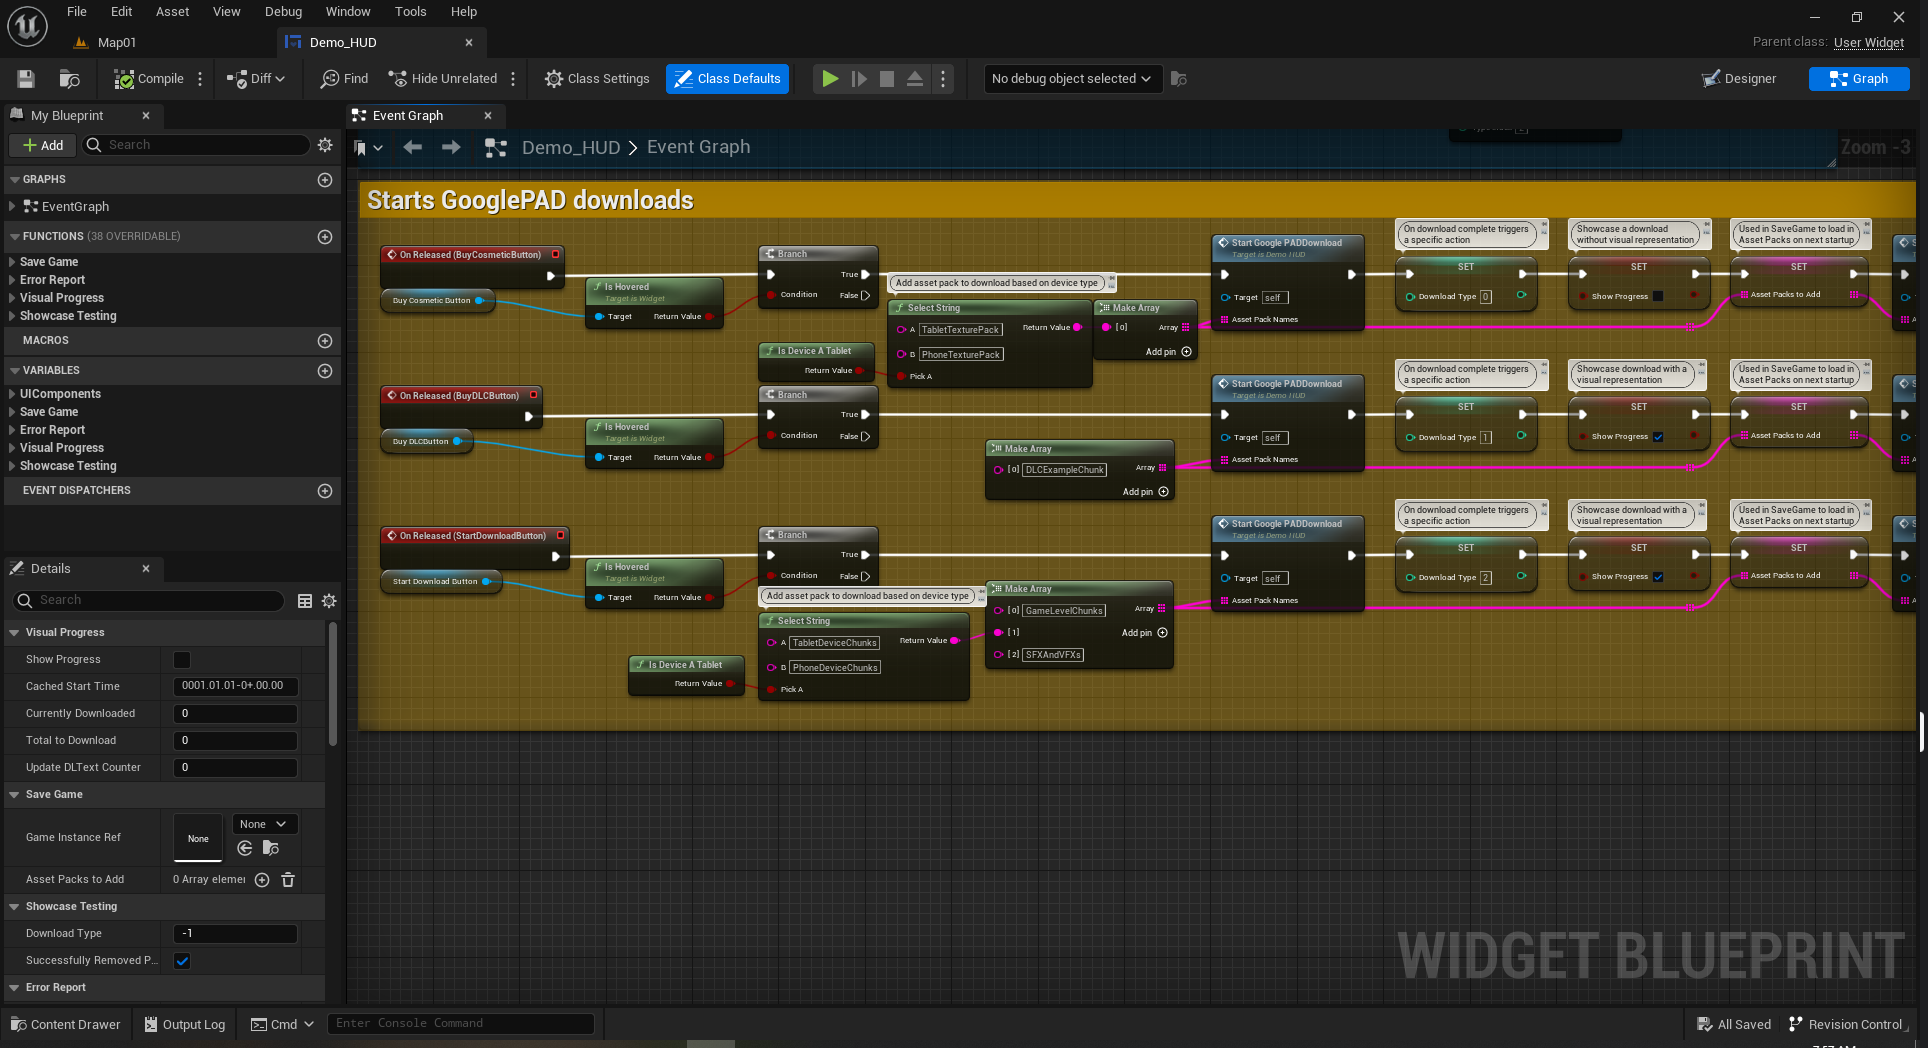 File Edit Asset View Debug Window Tools Help
Map01
Demo_HUD
Parent class: User Widget
Compile
Diff
Find
Hide Unrelated
Class Settings
Class Defaults
No debug object selected
Designer
Graph
My Blueprint
Add
Search
GRAPHS
EventGraph
FUNCTIONS (38 OVERRIDABLE)
Save Game
Error Report
Visual Progress
Showcase Testing
MACROS
VARIABLES
UIComponents
Save Game
Error Report
Visual Progress
Showcase Testing
EVENT DISPATCHERS
Details
Search
Visual Progress
Show Progress
Cached Start Time 0001.01.01-0+.00.00
Currently Downloaded 0
Total to Download 0
Update DLText Counter 0
Save Game
Game Instance Ref None None
Asset Packs to Add 0 Array elemer
Showcase Testing
Download Type -1
Successfully Removed P...
Error Report
Event Graph
Demo_HUD > Event Graph
Zoom -3
Starts GooglePAD downloads
On Released (BuyCosmeticButton)
Buy Cosmetic Button
Is Hovered
Target is Widget
Target Return Value
Branch
True
Condition False
Add asset pack to download based on device type
Select String
A TabletTexturePack Return Value
B PhoneTexturePack
Pick A
Make Array
[0] Array
Add pin
Is Device A Tablet
Return Value
Start Google PADDownload
Target is Demo HUD
Target self
Asset Pack Names
On download complete triggers
a specific action
SET
Download Type 0
Showcase a download
without visual representation
SET
Show Progress
Used in SaveGame to load in
Asset Packs on next startup
SET
Asset Packs to Add
On Released (BuyDLCButton)
Buy DLCButton
Is Hovered
Target is Widget
Target Return Value
Branch
True
Condition False
Make Array
[0] DLCExampleChunk Array
Add pin
Start Google PADDownload
Target is Demo HUD
Target self
Asset Pack Names
On download complete triggers
a specific action
SET
Download Type 1
Showcase download with a
visual representation
SET
Show Progress
Used in SaveGame to load in
Asset Packs on next startup
SET
Asset Packs to Add
On Released (StartDownloadButton)
Start Download Button
Is Hovered
Target is Widget
Target Return Value
Branch
True
Condition False
Add asset pack to download based on device type
Select String
A TabletDeviceChunks Return Value
B PhoneDeviceChunks
Pick A
Is Device A Tablet
Return Value
Make Array
[0] GameLevelChunks Array
[1] Add pin
[2] SFXAndVFXs
Start Google PADDownload
Target is Demo HUD
Target self
Asset Pack Names
On download complete triggers
a specific action
SET
Download Type 2
Showcase download with a
visual representation
SET
Show Progress
Used in SaveGame to load in
Asset Packs on next startup
SET
Asset Packs to Add
WIDGET BLUEPRINT
Content Drawer
Output Log
Cmd
Enter Console Command
All Saved
Revision Control